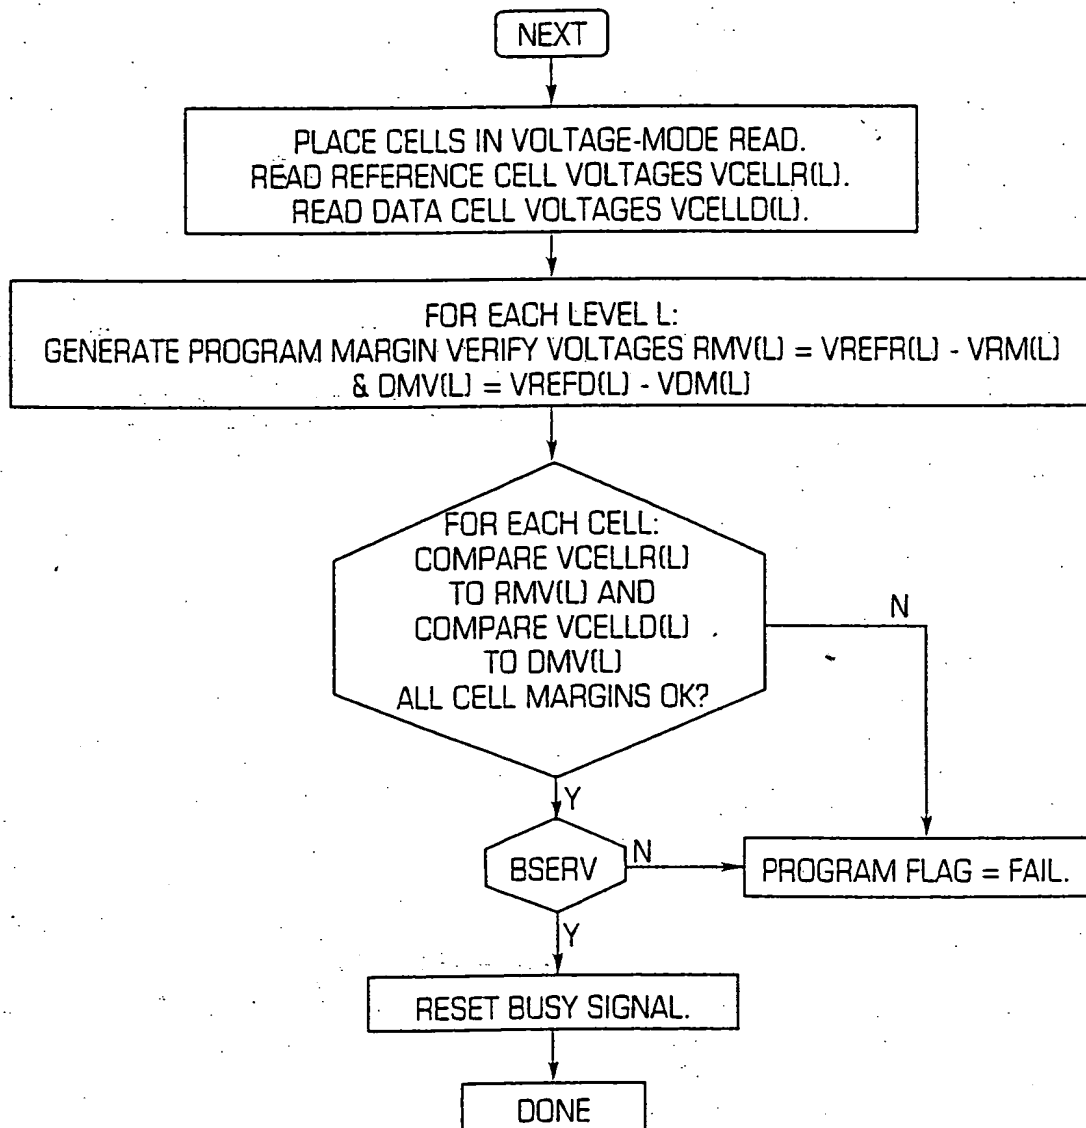 NEXT
PLACE CELLS IN VOLTAGE-MODE READ.
READ REFERENCE CELL VOLTAGES VCELLR(L).
READ DATA CELL VOLTAGES VCELLD(L).
FOR EACH LEVEL L:
GENERATE PROGRAM MARGIN VERIFY VOLTAGES RMV(L) = VREFR(L) - VRM(L)
& DMV(L) = VREFD(L) - VDM(L)
FOR EACH CELL:
COMPARE VCELLR(L)
TO RMV(L) AND
COMPARE VCELLD(L)
TO DMV(L)
ALL CELL MARGINS OK?
N
Y
BSERV
N
PROGRAM FLAG = FAIL.
Y
RESET BUSY SIGNAL.
DONE